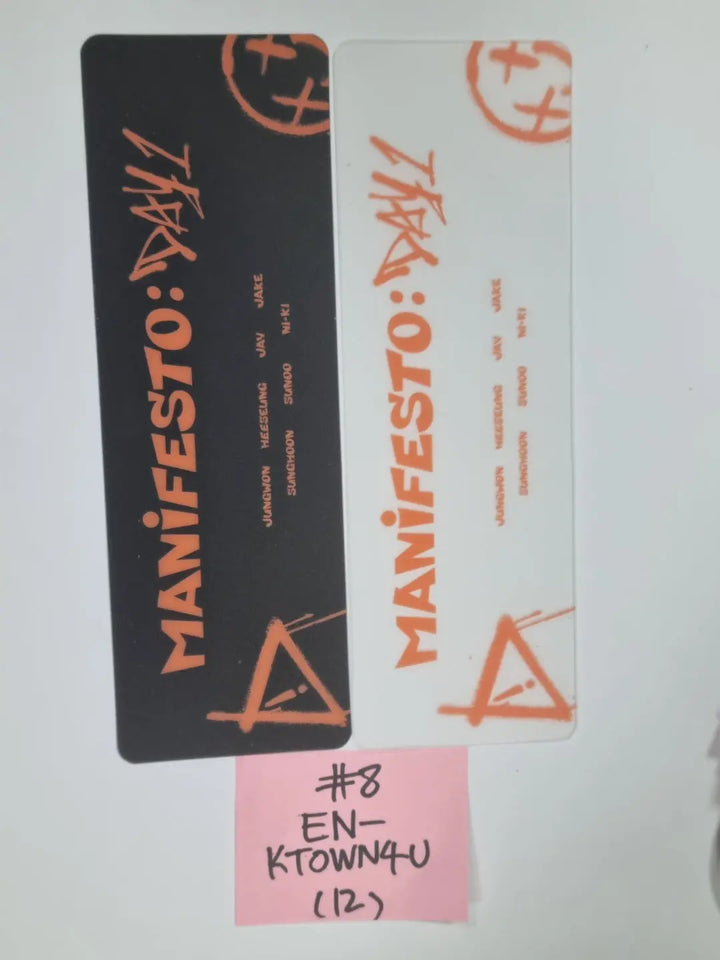 MANiFESTO: DAY 1
JUNGWON HEESEUNG JAY JAKE
SUNGHOON SUNOO NI-KI
MANiFESTO: DAY 1
JUNGWON HEESEUNG JAY JAKE
SUNGHOON SUNOO NI-KI
#8
EN-
KTOWN4U
(12)